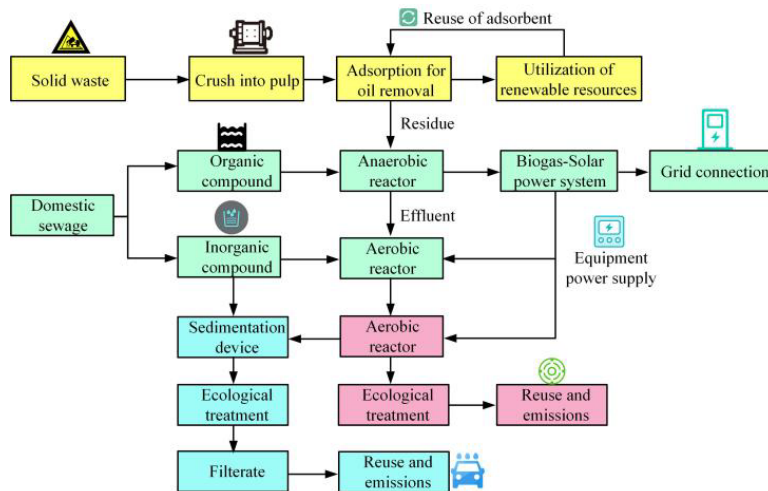 Reuse of adsorbent
Solid waste
Crush into pulp
Adsorption for
oil removal
Utilization of
renewable resources
Residue
Organic
compound
Anaerobic
reactor
Biogas-Solar
power system
Grid connection
Domestic
sewage
Effluent
Inorganic
compound
Aerobic
reactor
Equipment
power supply
Sedimentation
device
Aerobic
reactor
Ecological
treatment
Ecological
treatment
Reuse and
emissions
Filterate
Reuse and
emissions